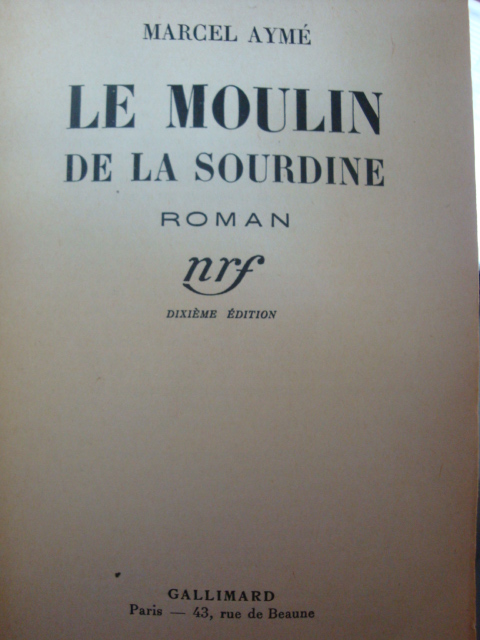 MARCEL AYMÉ
LE MOULIN
DE LA SOURDINE
ROMAN
nrf
DIXIÈME ÉDITION
GALLIMARD
Paris — 43, rue de Beaune